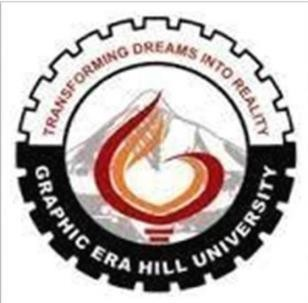 TRANSFORMING DREAMS INTO REALITY
GRAPHIC ERA HILL UNIVERSITY